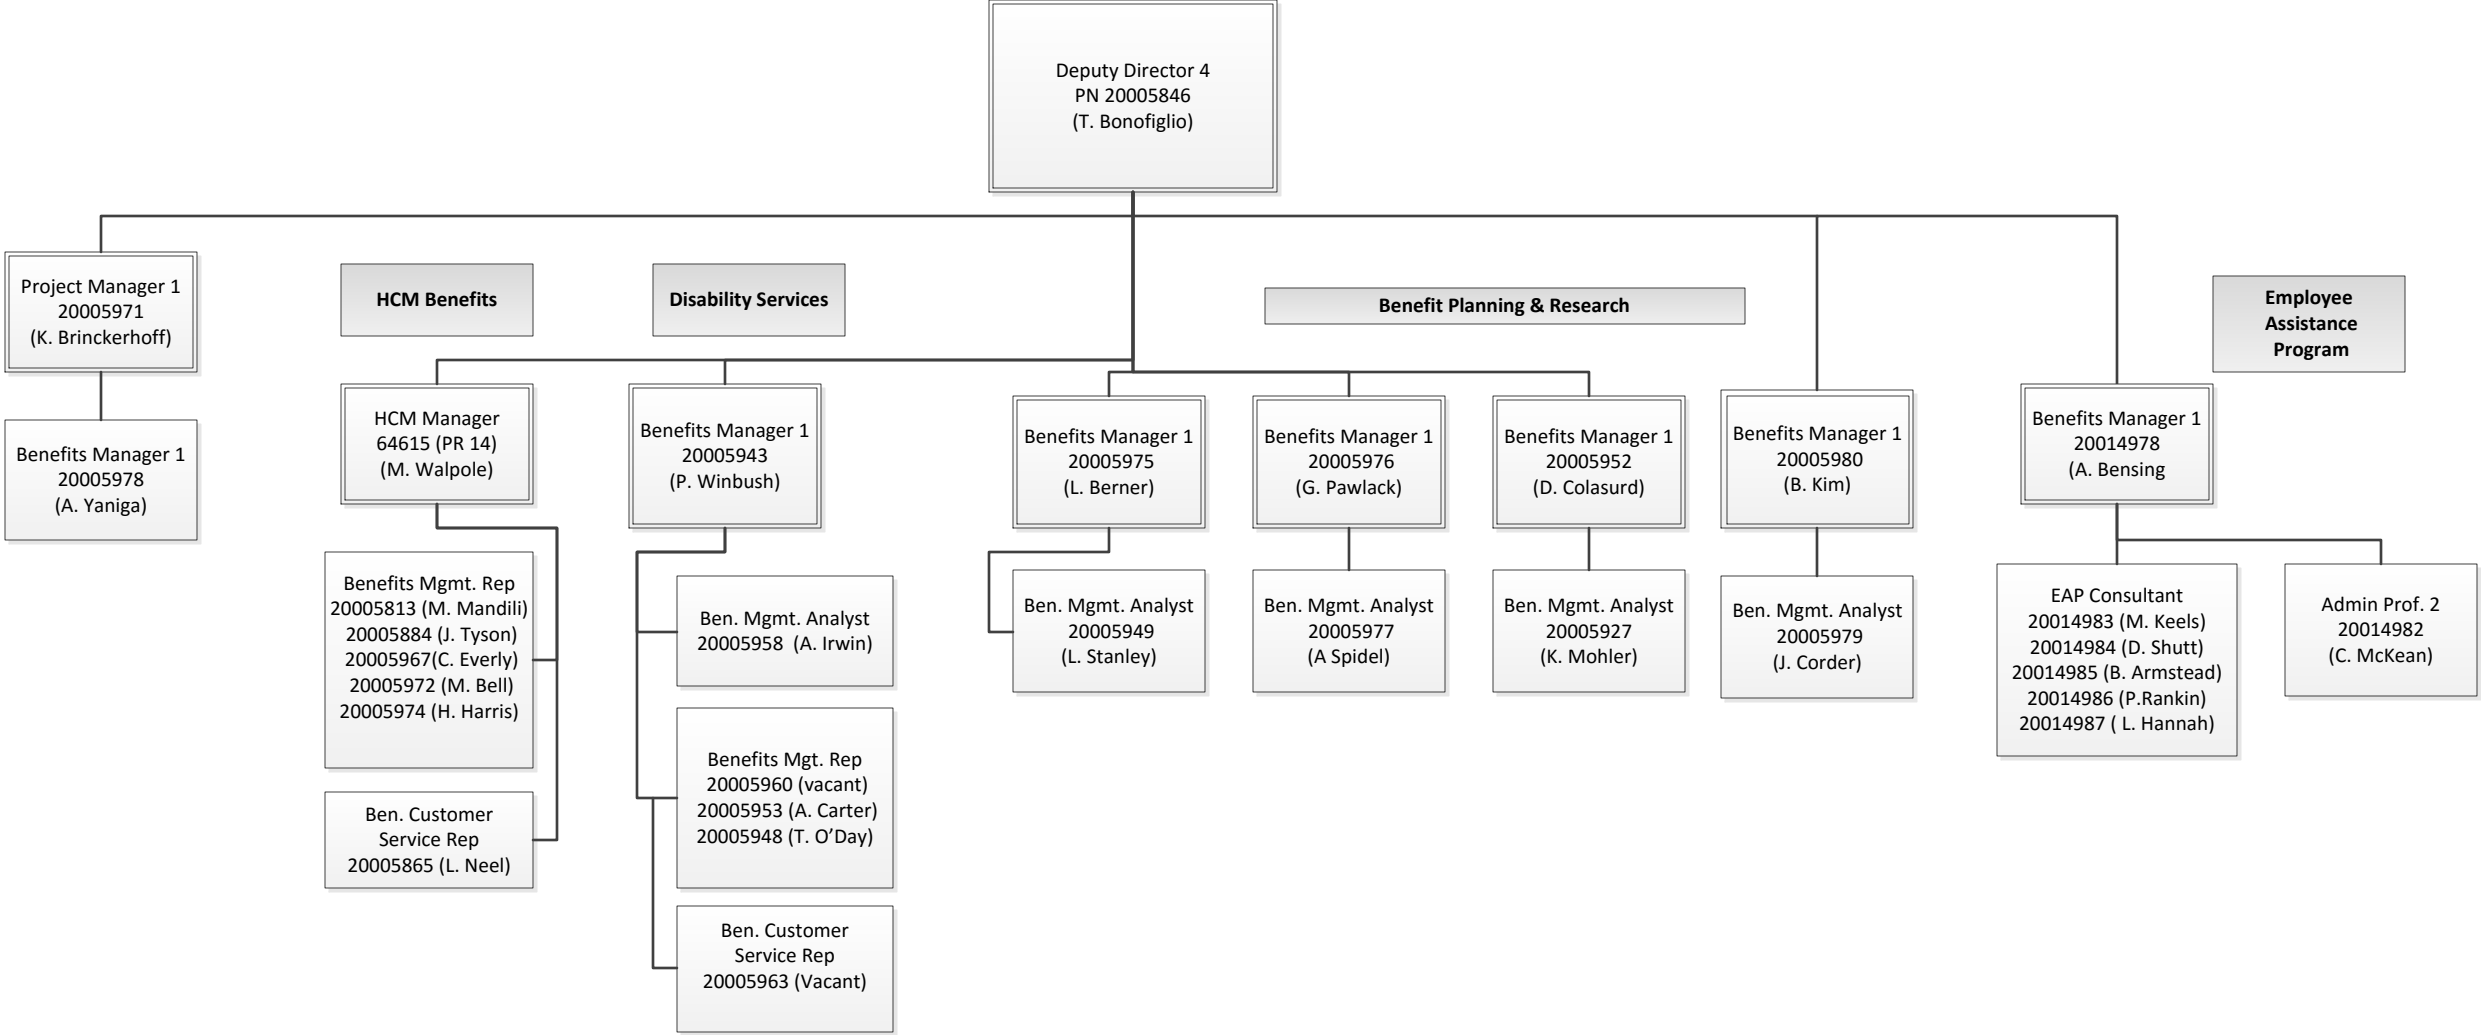 Deputy Director 4
PN 20005846
(T. Bonofiglio)
Project Manager 1
20005971
(K. Brinckerhoff)
Benefits Manager 1
20005978
(A. Yaniga)
HCM Benefits
HCM Manager
64615 (PR 14)
(M. Walpole)
Benefits Mgmt. Rep
20005813 (M. Mandili)
20005884 (J. Tyson)
20005967(C. Everly)
20005972 (M. Bell)
20005974 (H. Harris)
Ben. Customer
Service Rep
20005865 (L. Neel)
Disability Services
Benefits Manager 1
20005943
(P. Winbush)
Ben. Mgmt. Analyst
20005958  (A. Irwin)
Benefits Mgt. Rep
20005960 (vacant)
20005953 (A. Carter)
20005948 (T. O’Day)
Ben. Customer
Service Rep
20005963 (Vacant)
Benefit Planning & Research
Benefits Manager 1
20005975
(L. Berner)
Ben. Mgmt. Analyst
20005949
(L. Stanley)
Benefits Manager 1
20005976
(G. Pawlack)
Ben. Mgmt. Analyst
20005977
(A Spidel)
Benefits Manager 1
20005952
(D. Colasurd)
Ben. Mgmt. Analyst
20005927
(K. Mohler)
Benefits Manager 1
20005980
(B. Kim)
Ben. Mgmt. Analyst
20005979
(J. Corder)
Employee
Assistance
Program
Benefits Manager 1
20014978
(A. Bensing
EAP Consultant
20014983 (M. Keels)
20014984 (D. Shutt)
20014985 (B. Armstead)
20014986 (P.Rankin)
20014987 ( L. Hannah)
Admin Prof. 2
20014982
(C. McKean)